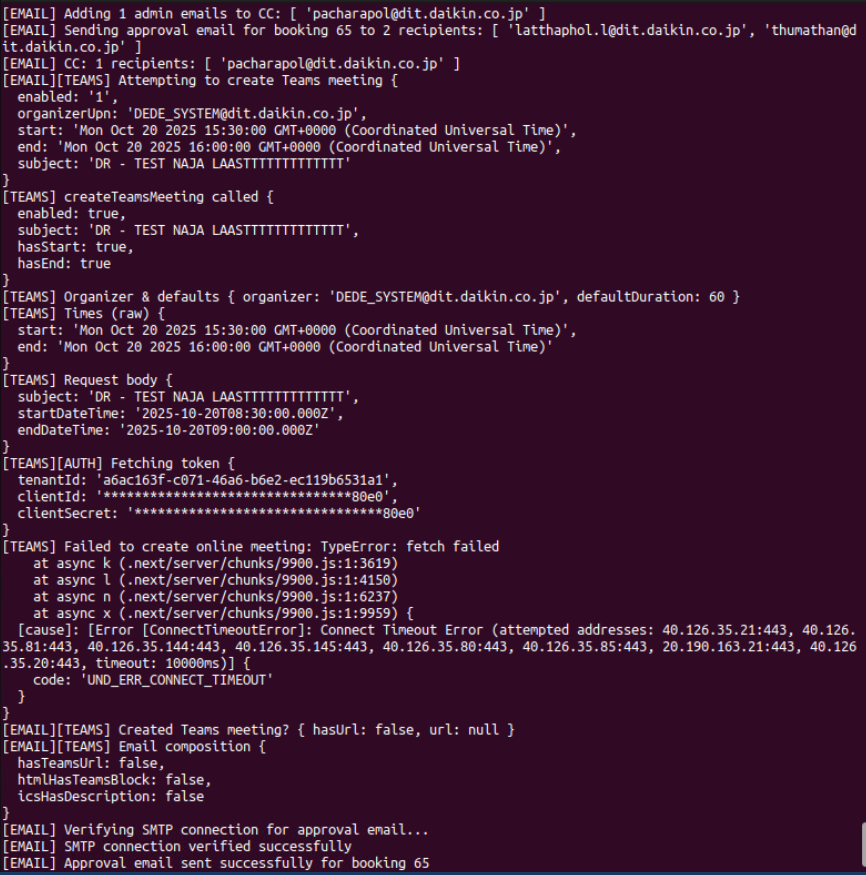 [EMAIL] Adding 1 admin emails to CC: [ 'pacharapol@dit.daikin.co.jp' ]
[EMAIL] Sending approval email for booking 65 to 2 recipients: [ 'latthaphol.l@dit.daikin.co.jp', 'thumathan@d
it.daikin.co.jp' ]
[EMAIL] CC: 1 recipients: [ 'pacharapol@dit.daikin.co.jp' ]
[EMAIL][TEAMS] Attempting to create Teams meeting {
  enabled: '1',
  organizerUpn: 'DEDE_SYSTEM@dit.daikin.co.jp',
  start: 'Mon Oct 20 2025 15:30:00 GMT+0000 (Coordinated Universal Time)',
  end: 'Mon Oct 20 2025 16:00:00 GMT+0000 (Coordinated Universal Time)',
  subject: 'DR - TEST NAJA LAASTTTTTTTTTTTTT'
}
[TEAMS] createTeamsMeeting called {
  enabled: true,
  subject: 'DR - TEST NAJA LAASTTTTTTTTTTTTT',
  hasStart: true,
  hasEnd: true
}
[TEAMS] Organizer & defaults { organizer: 'DEDE_SYSTEM@dit.daikin.co.jp', defaultDuration: 60 }
[TEAMS] Times (raw) {
  start: 'Mon Oct 20 2025 15:30:00 GMT+0000 (Coordinated Universal Time)',
  end: 'Mon Oct 20 2025 16:00:00 GMT+0000 (Coordinated Universal Time)'
}
[TEAMS] Request body {
  subject: 'DR - TEST NAJA LAASTTTTTTTTTTTTT',
  startDateTime: '2025-10-20T08:30:00.000Z',
  endDateTime: '2025-10-20T09:00:00.000Z'
}
[TEAMS][AUTH] Fetching token {
  tenantId: 'a6ac163f-c071-46a6-b6e2-ec119b6531a1',
  clientId: '********************************80e0',
  clientSecret: '********************************80e0'
}
[TEAMS] Failed to create online meeting: TypeError: fetch failed
    at async k (.next/server/chunks/9900.js:1:3619)
    at async l (.next/server/chunks/9900.js:1:4150)
    at async n (.next/server/chunks/9900.js:1:6237)
    at async x (.next/server/chunks/9900.js:1:9959) {
  [cause]: [Error [ConnectTimeoutError]: Connect Timeout Error (attempted addresses: 40.126.35.21:443, 40.126.
35.81:443, 40.126.35.144:443, 40.126.35.145:443, 40.126.35.80:443, 40.126.35.85:443, 20.190.163.21:443, 40.126
.35.20:443, timeout: 10000ms)] {
    code: 'UND_ERR_CONNECT_TIMEOUT'
  }
}
[EMAIL][TEAMS] Created Teams meeting? { hasUrl: false, url: null }
[EMAIL][TEAMS] Email composition {
  hasTeamsUrl: false,
  htmlHasTeamsBlock: false,
  icsHasDescription: false
}
[EMAIL] Verifying SMTP connection for approval email...
[EMAIL] SMTP connection verified successfully
[EMAIL] Approval email sent successfully for booking 65